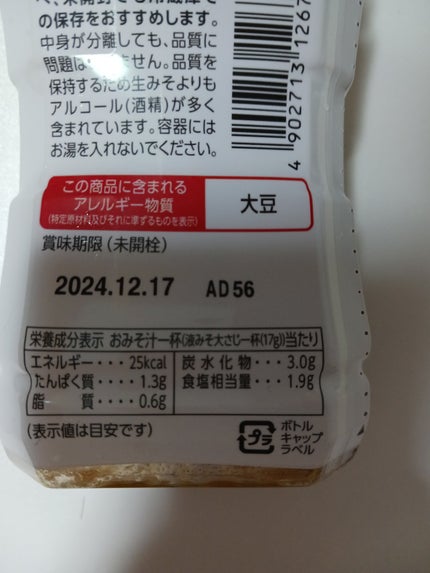 の保存をおすすめします。
中身が分離しても、品質に
問題は
ません。品質を
保持するため生みそよりも
アルコール(酒精)が多く
含まれています。容器には
お湯を入れないでください。
4 902713 1267
この商品に含まれる
アレルギー物質
(特定原材料及びそれに準ずるものを表示)
大豆
賞味期限(未開栓)
2024.12.17 AD56
栄養成分表示 おみそ汁一杯(液みそ大さじ一杯(17g))当たり
エネルギー・・・・25kcal
たんぱく質・・・・1.3g
脂 質・・・・0.6g
炭水化物・・・3.0g
食塩相当量・・・1.9g
(表示値は目安です)
プラ
ボトル
キャップ
ラベル